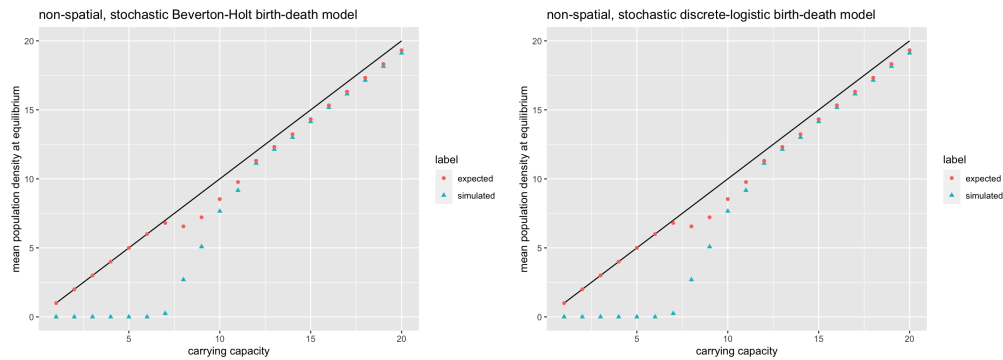 non-spatial, stochastic Beverton-Holt birth-death model
mean population density at equilibrium
20
15
10
5
0
5
10
15
20
carrying capacity
label
expected
simulated
non-spatial, stochastic discrete-logistic birth-death model
mean population density at equilibrium
20
15
10
5
0
5
10
15
20
carrying capacity
label
expected
simulated